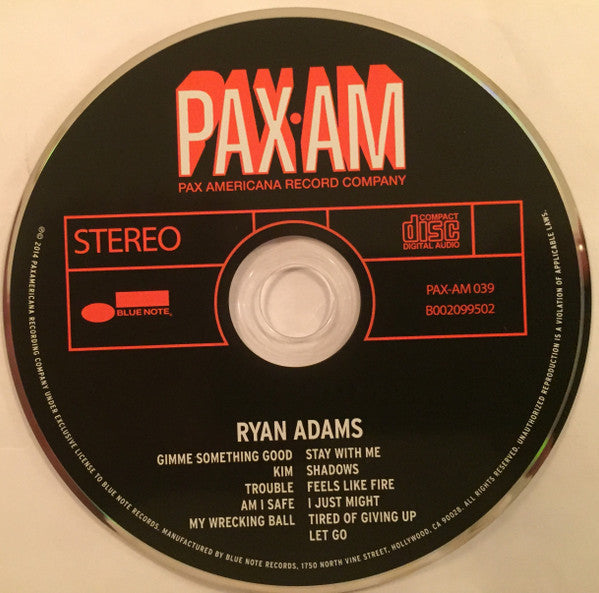 PAX·AM
PAX AMERICANA RECORD COMPANY
STEREO
COMPACT
disc
DIGITAL AUDIO
BLUE NOTE®
PAX-AM 039
B002099502
RYAN ADAMS
GIMME SOMETHING GOOD
KIM
TROUBLE
AM I SAFE
MY WRECKING BALL
STAY WITH ME
SHADOWS
FEELS LIKE FIRE
I JUST MIGHT
TIRED OF GIVING UP
LET GO
℗© 2014 PAXAMERICANA RECORDING COMPANY UNDER EXCLUSIVE LICENSE TO BLUE NOTE RECORDS. MANUFACTURED BY BLUE NOTE RECORDS, 1750 NORTH VINE STREET, HOLLYWOOD, CA 90028. ALL RIGHTS RESERVED. UNAUTHORIZED REPRODUCTION IS A VIOLATION OF APPLICABLE LAWS.